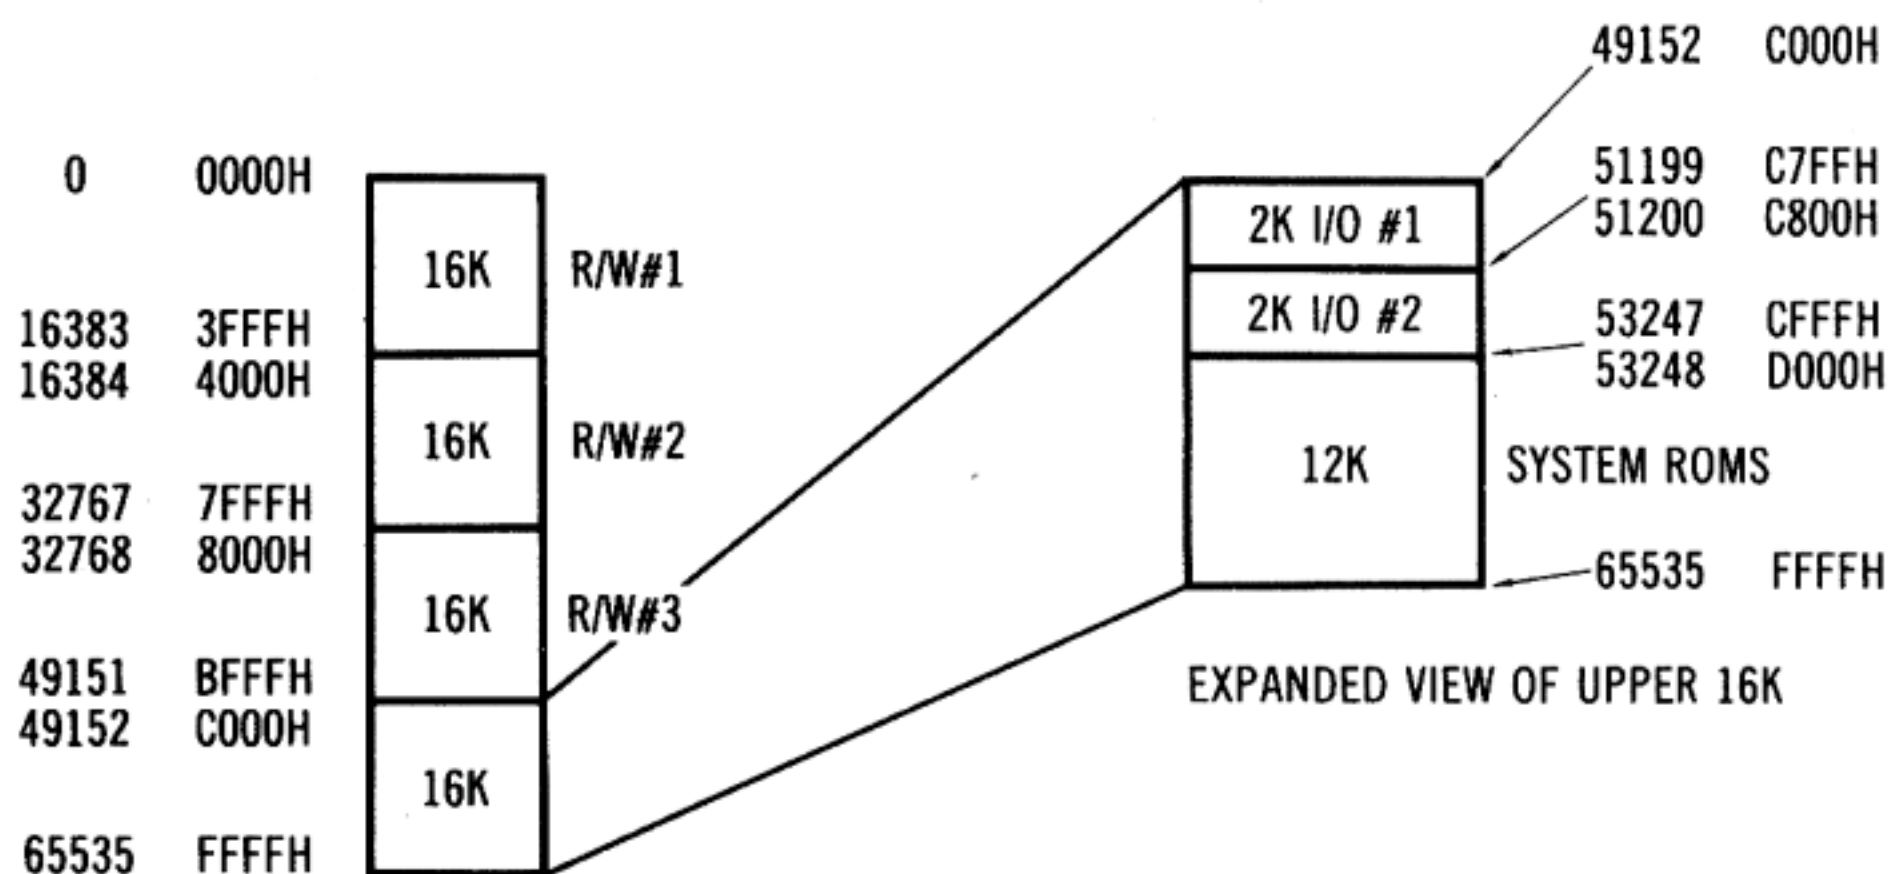 0 0000H
16K R/W#1
16383 3FFFH
16384 4000H
16K R/W#2
32767 7FFFH
32768 8000H
16K R/W#3
49151 BFFFH
49152 C000H
16K
65535 FFFFH
49152 C000H
51199 C7FFH
2K I/O #1
51200 C800H
2K I/O #2
53247 CFFFH
53248 D000H
12K SYSTEM ROMS
65535 FFFFH
EXPANDED VIEW OF UPPER 16K